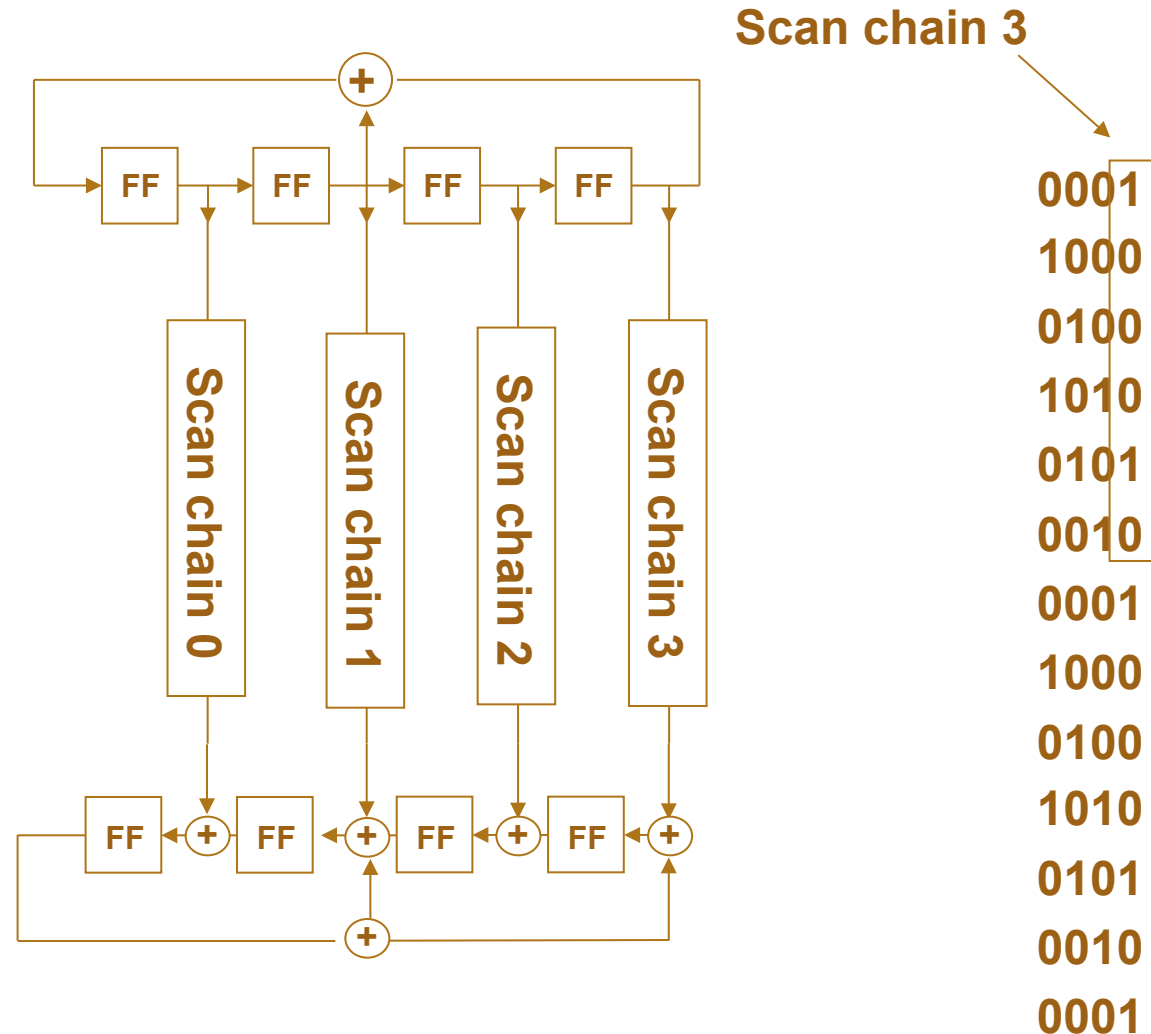 Scan chain 3
+
FF FF FF FF
Scan chain 0
Scan chain 1
Scan chain 2
Scan chain 3
FF + FF + FF + FF +
+
0001
1000
0100
1010
0101
0010
0001
1000
0100
1010
0101
0010
0001